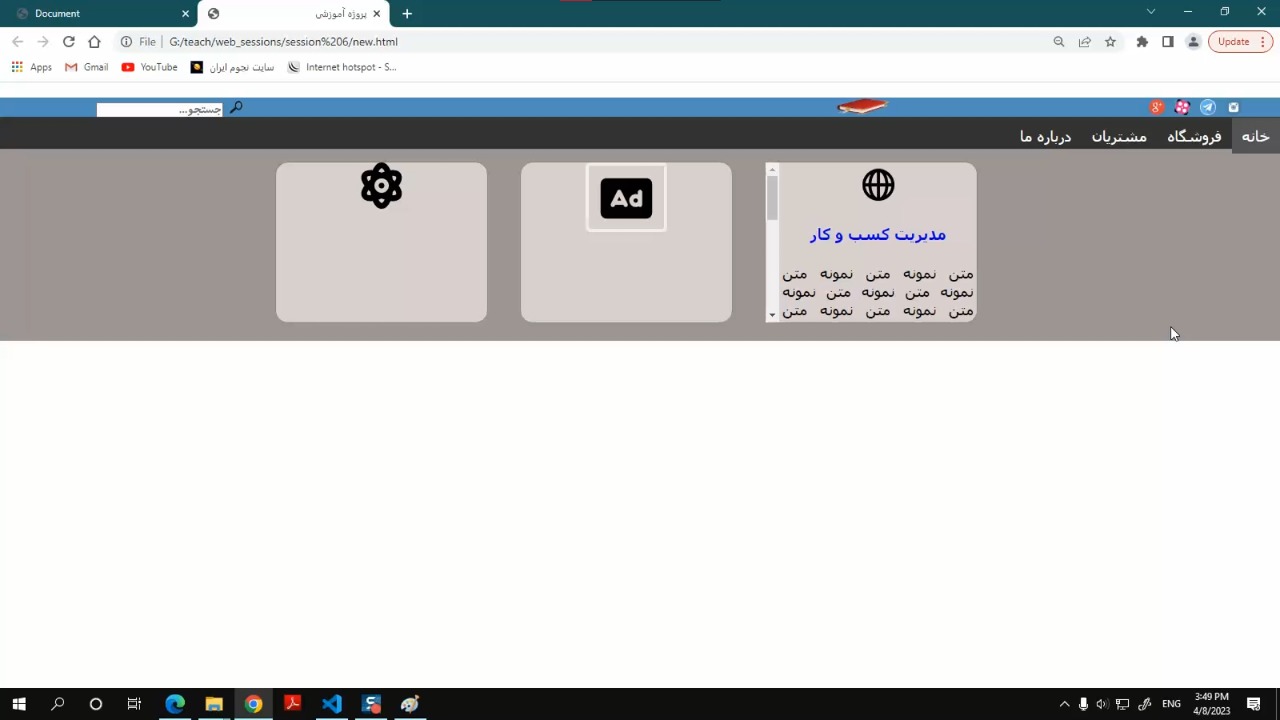 Document
پروژه آموزشی
File
G:/teach/web_sessions/session%206/new.html
Update
Apps
Gmail
YouTube
سایت نجوم ایران
Internet hotspot - S...
جستجو...
g+
خانه
فروشگاه
مشتریان
درباره ما
Ad
مدیریت کسب و کار
متن نمونه متن نمونه متن
نمونه متن نمونه متن نمونه
متن نمونه متن نمونه متن
ENG
3:49 PM
4/8/2023